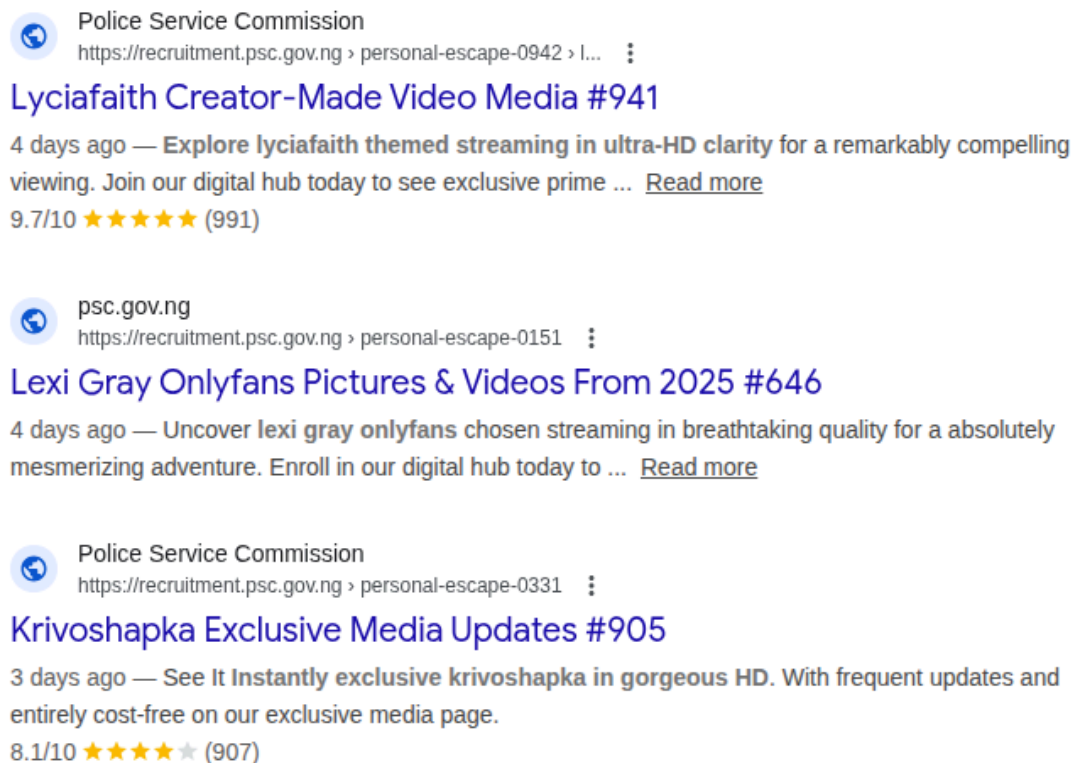 Police Service Commission
https://recruitment.psc.gov.ng › personal-escape-0942 › l...
Lyciafaith Creator-Made Video Media #941
4 days ago — Explore lyciafaith themed streaming in ultra-HD clarity for a remarkably compelling
viewing. Join our digital hub today to see exclusive prime ... Read more
9.7/10 ★★★★★ (991)
psc.gov.ng
https://recruitment.psc.gov.ng › personal-escape-0151
Lexi Gray Onlyfans Pictures & Videos From 2025 #646
4 days ago — Uncover lexi gray onlyfans chosen streaming in breathtaking quality for a absolutely
mesmerizing adventure. Enroll in our digital hub today to ... Read more
Police Service Commission
https://recruitment.psc.gov.ng › personal-escape-0331
Krivoshapka Exclusive Media Updates #905
3 days ago — See It Instantly exclusive krivoshapka in gorgeous HD. With frequent updates and
entirely cost-free on our exclusive media page.
8.1/10 ★★★★★ (907)